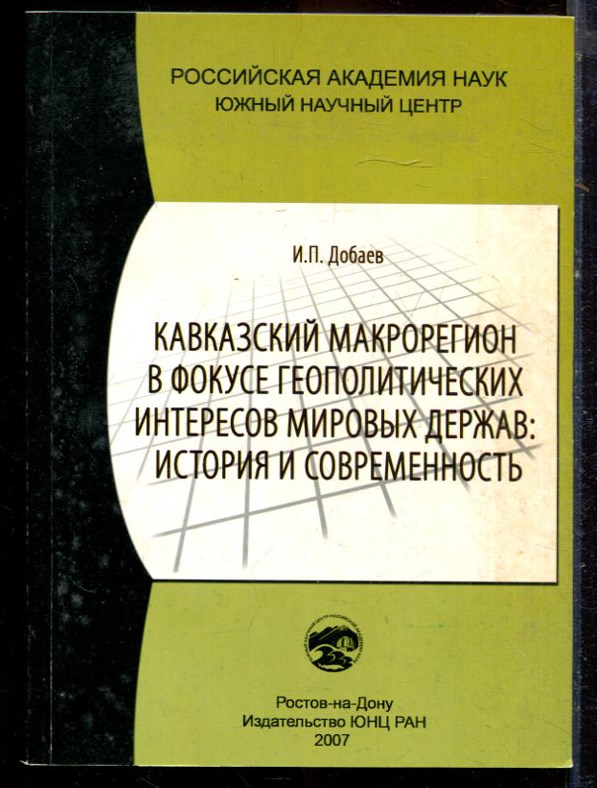 РОССИЙСКАЯ АКАДЕМИЯ НАУК
ЮЖНЫЙ НАУЧНЫЙ ЦЕНТР
И.П. Добаев
КАВКАЗСКИЙ МАКРОРЕГИОН
В ФОКУСЕ ГЕОПОЛИТИЧЕСКИХ
ИНТЕРЕСОВ МИРОВЫХ ДЕРЖАВ:
ИСТОРИЯ И СОВРЕМЕННОСТЬ
Ростов-на-Дону
Издательство ЮНЦ РАН
2007